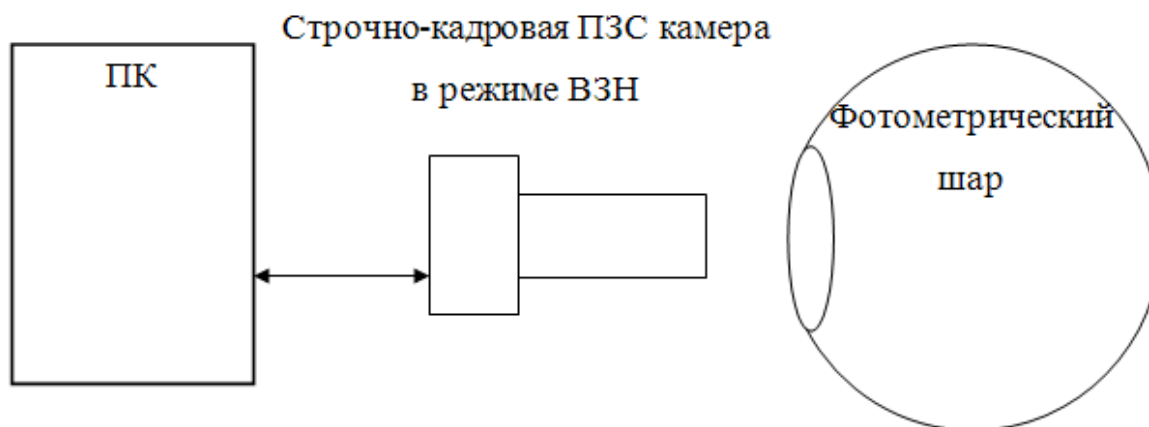 ПК
Строчно-кадровая ПЗС камера
в режиме ВЗН
Фотометрический
шар